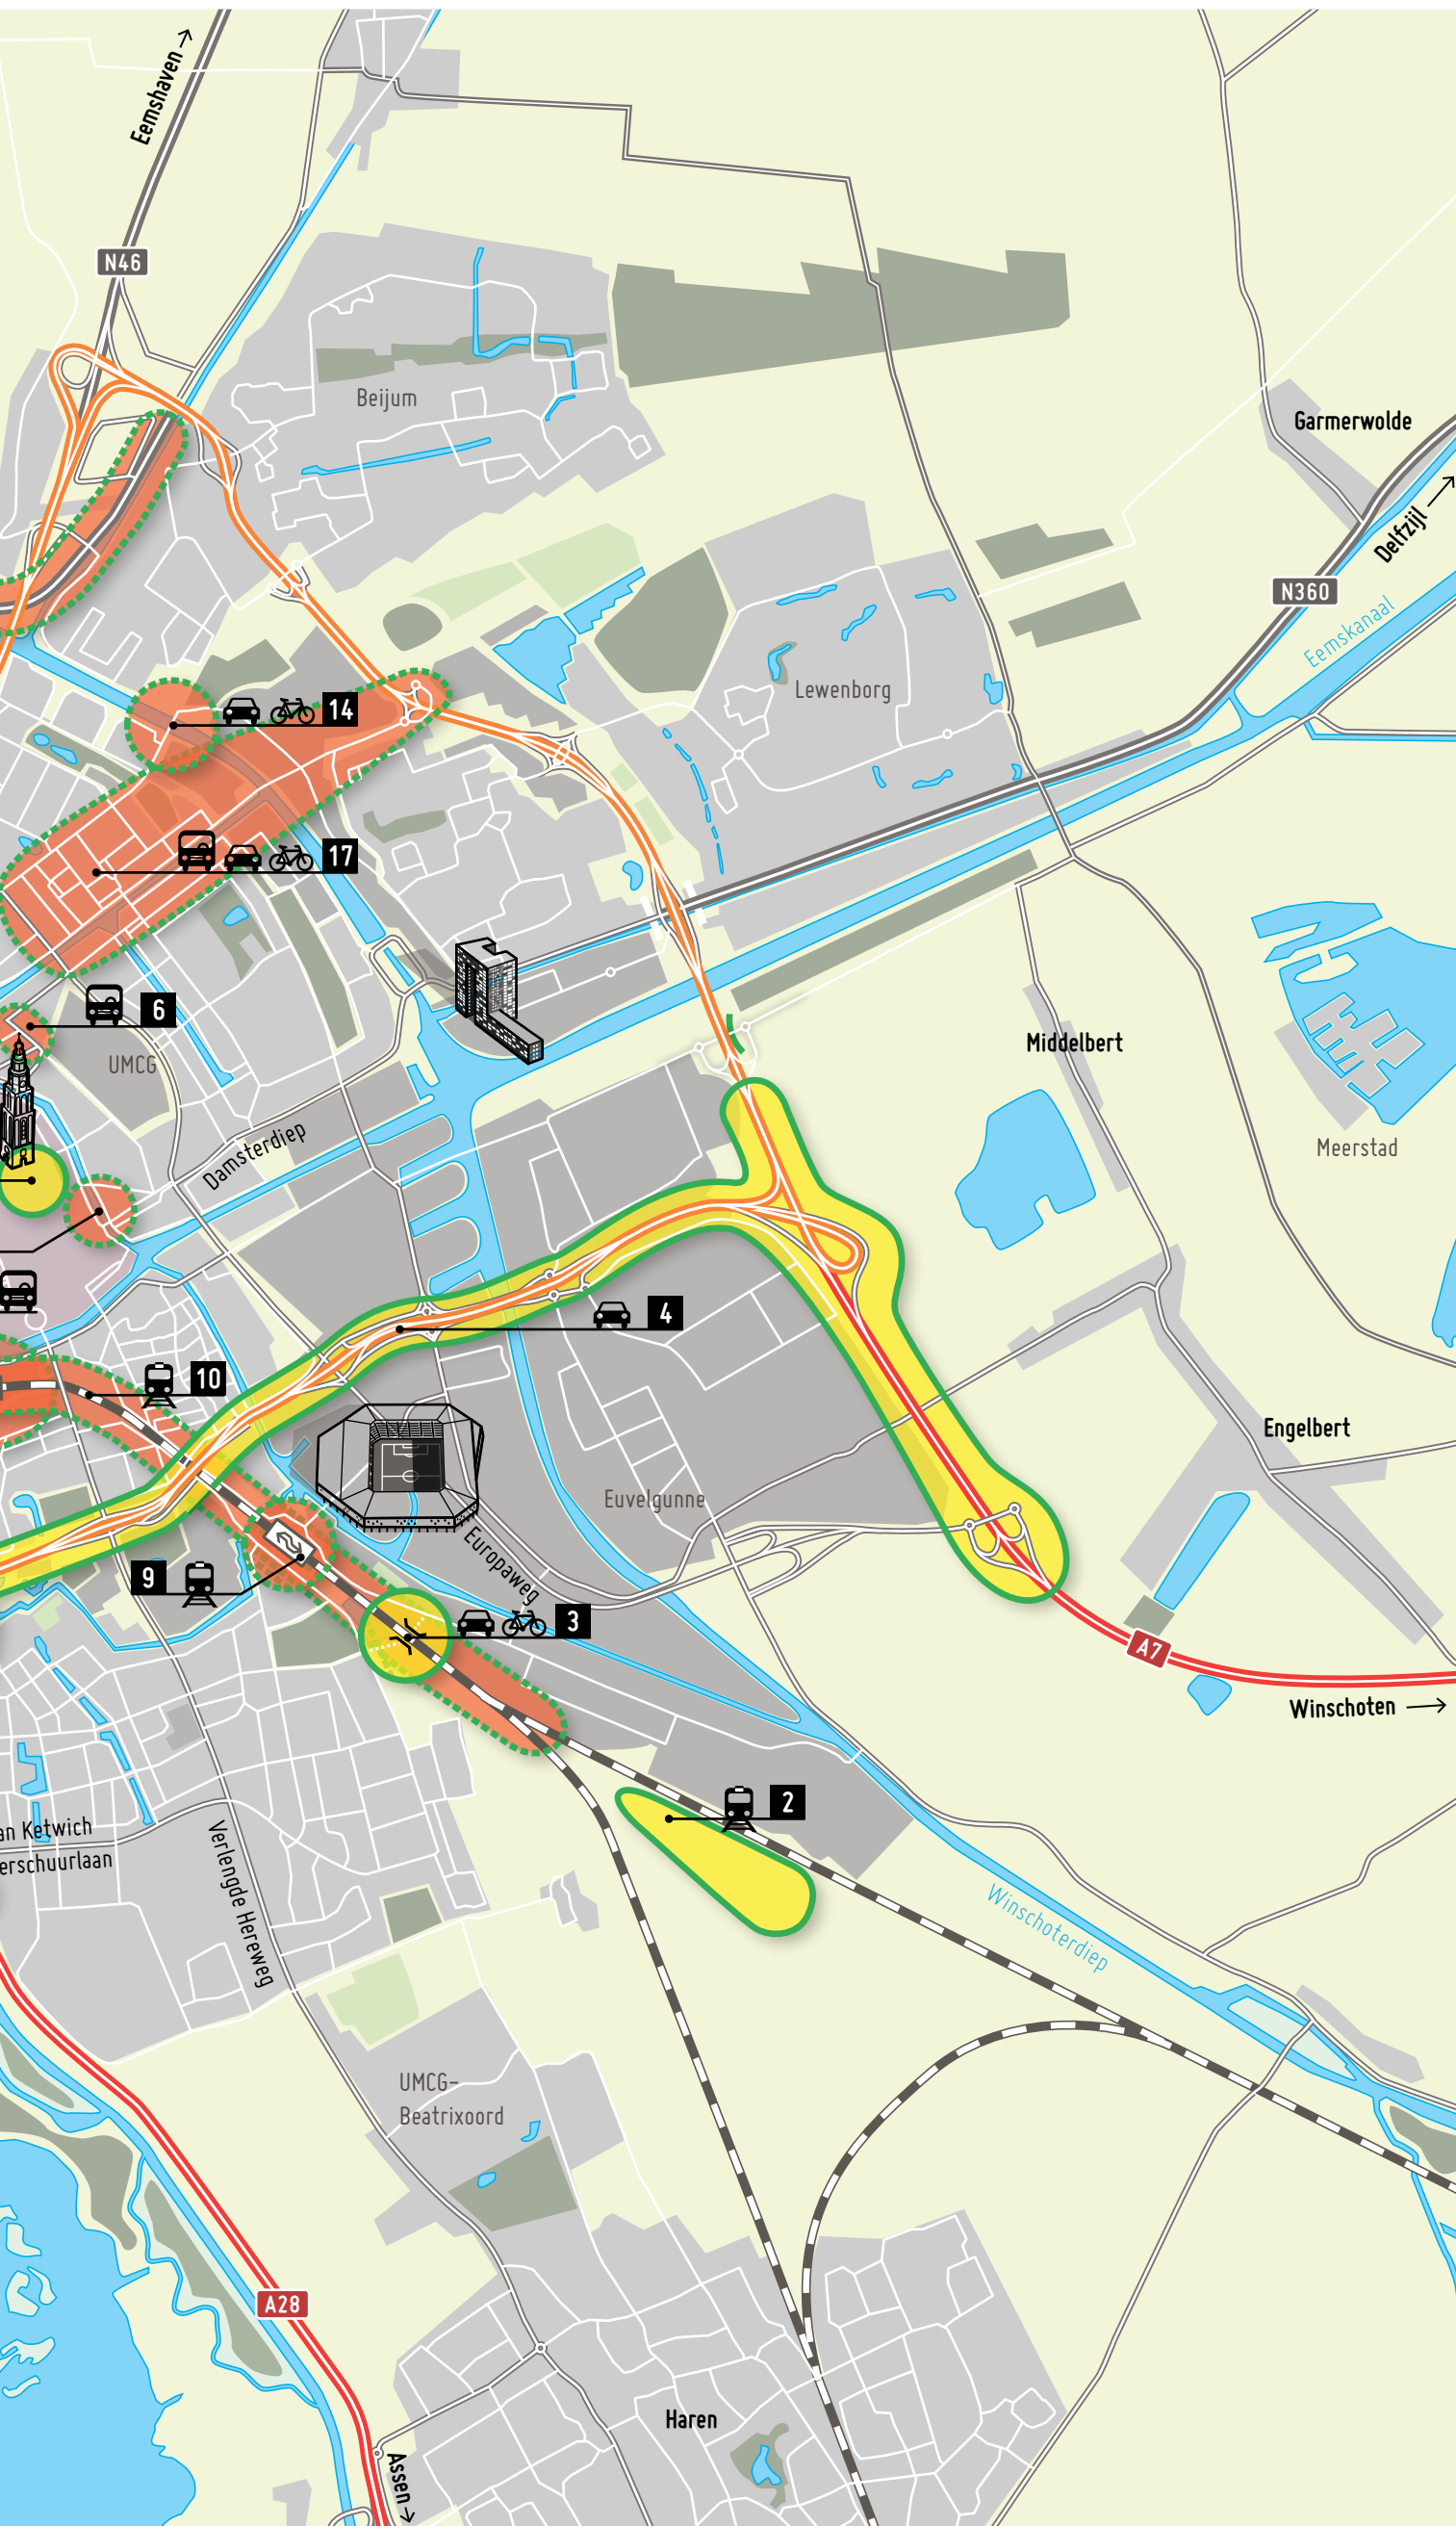 Eemshaven
N46
Beijum
Garmerwolde
Delfzijl
N360
Eemskanaal
Lewenborg
14
17
6
UMCG
Middelbert
Meerstad
Damsterdiep
4
10
Engelbert
Euvelgunne
Europaweg
9
3
A7
Winschoten
2
an Ketwich
erschuurlaan
Verlengde Hereweg
Winschoterdiep
UMCG-
Beatrixoord
A28
Haren
Assen